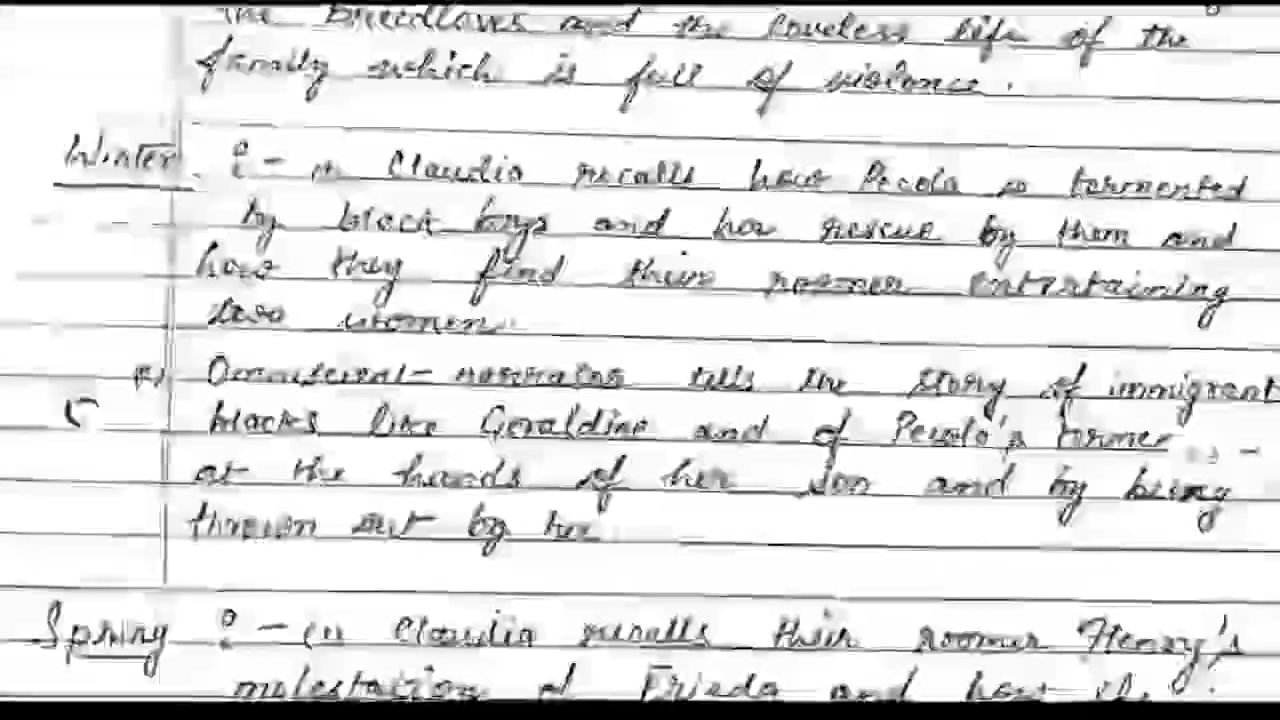 the Breedloves and the loveless life of the
family which is full of violence.
Winter :- (i) Claudia recalls how Pecola is tormented
by black boys and her rescue by them and
how they find their roomer entertaining
two women.
(ii) Omniscient narrator tells the story of immigrant
blacks like Geraldine and of Pecola's
at the hands of her son and by being
thrown out by her.
Spring :- (i) Claudia recalls their roomer Henry's
molestation of Frieda and how